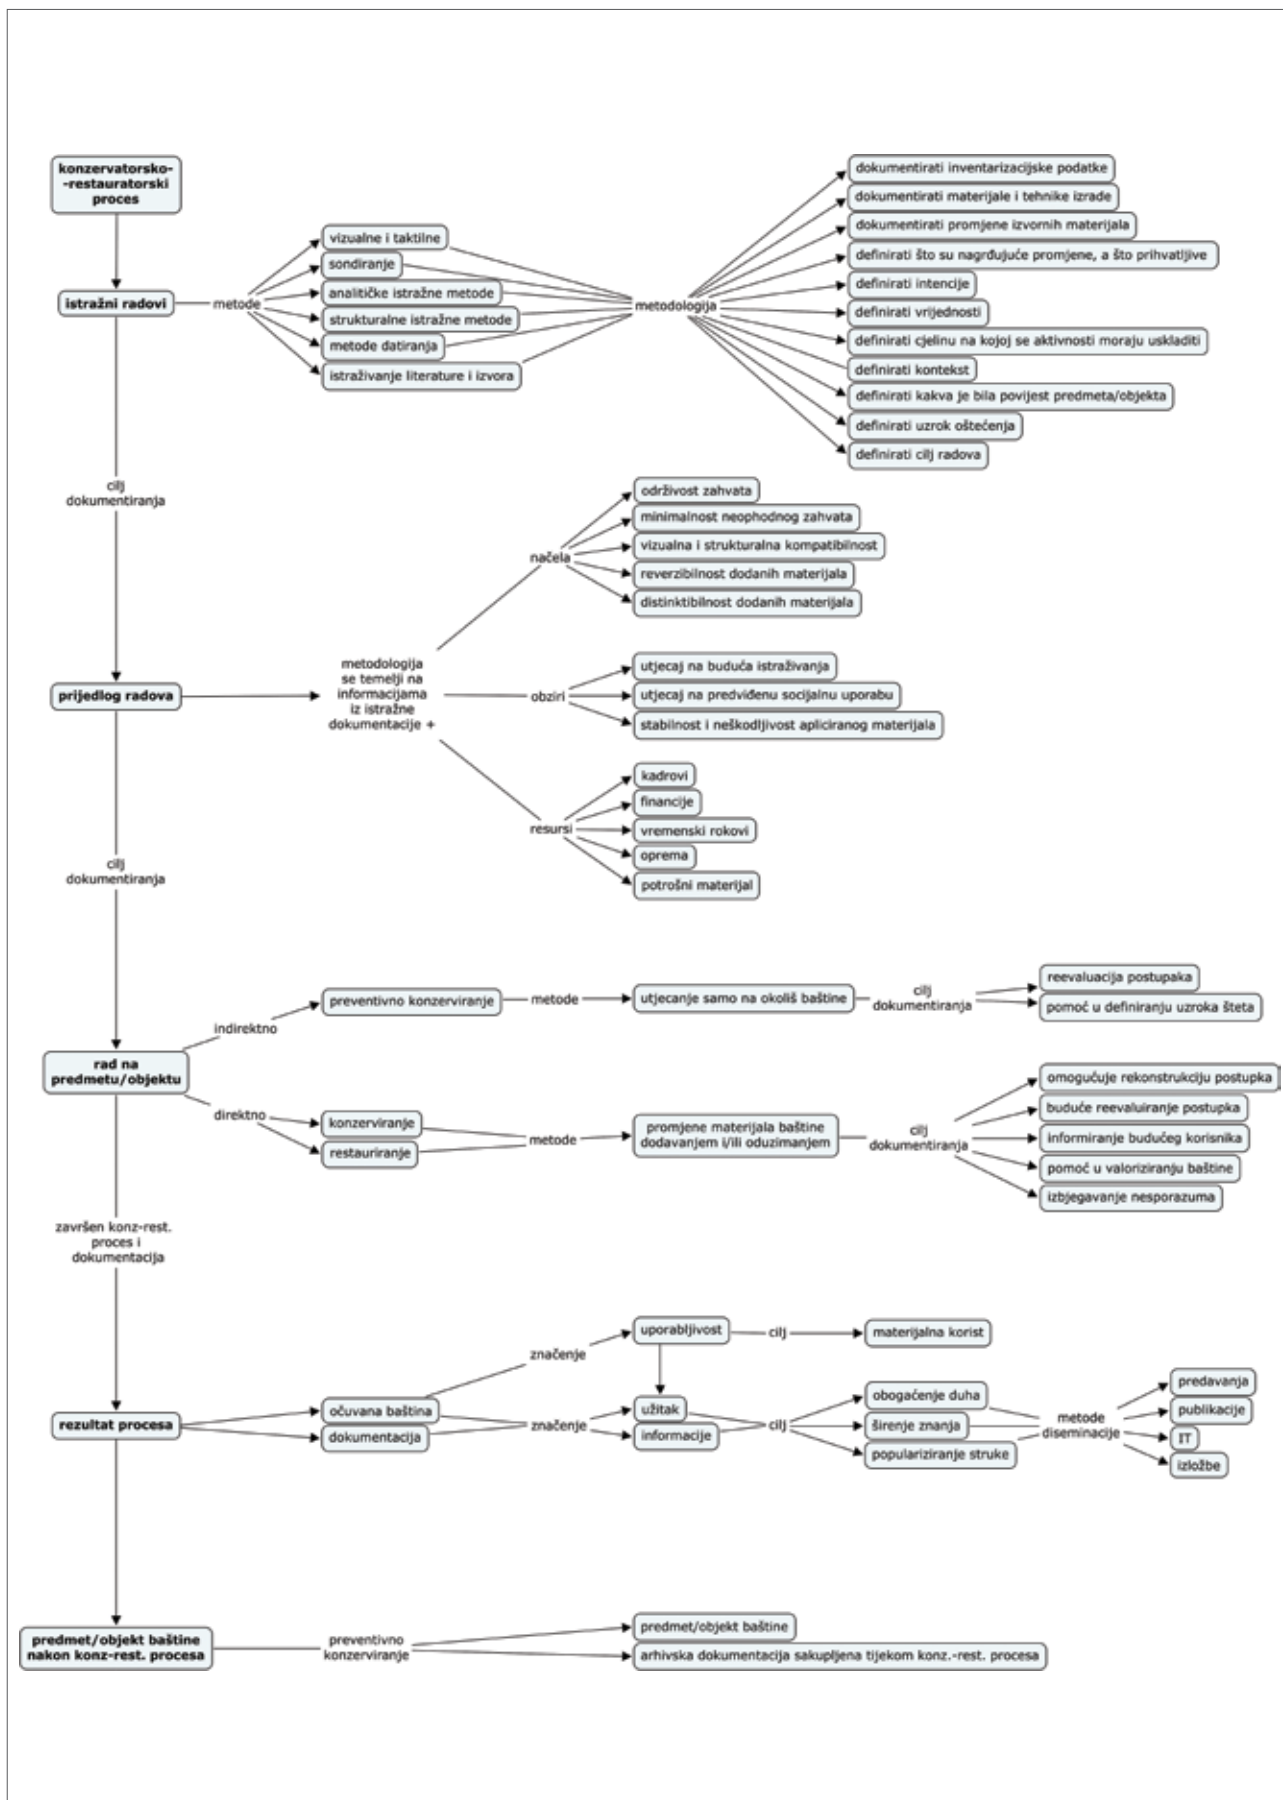 konzervatorsko-
-restauratorski
proces
istražni radovi
metode
vizualne i taktilne
sondiranje
analitičke istražne metode
strukturalne istražne metode
metode datiranja
istraživanje literature i izvora
metodologija
dokumentirati inventarizacijske podatke
dokumentirati materijale i tehnike izrade
dokumentirati promjene izvornih materijala
definirati što su nagrđujuće promjene, a što prihvatljive
definirati intencije
definirati vrijednosti
definirati cjelinu na kojoj se aktivnosti moraju uskladiti
definirati kontekst
definirati kakva je bila povijest predmeta/objekta
definirati uzrok oštećenja
definirati cilj radova
cilj
dokumentiranja
prijedlog radova
metodologija
se temelji na
informacijama
iz istražne
dokumentacije +
načela
održivost zahvata
minimalnost neophodnog zahvata
vizualna i strukturalna kompatibilnost
reverzibilnost dodanih materijala
distinktibilnost dodanih materijala
obziri
utjecaj na buduća istraživanja
utjecaj na predviđenu socijalnu uporabu
stabilnost i neškodljivost apliciranog materijala
resursi
kadrovi
financije
vremenski rokovi
oprema
potrošni materijal
cilj
dokumentiranja
rad na
predmetu/objektu
indirektno
preventivno konzerviranje
metode
utjecanje samo na okoliš baštine
cilj
dokumentiranja
reevaluacija postupaka
pomoć u definiranju uzroka šteta
direktno
konzerviranje
restauriranje
metode
promjene materijala baštine
dodavanjem i/ili oduzimanjem
cilj
dokumentiranja
omogućuje rekonstrukciju postupka
buduće reevaluiranje postupka
informiranje budućeg korisnika
pomoć u valoriziranju baštine
izbjegavanje nesporazuma
završen konz-rest.
proces i
dokumentacija
rezultat procesa
očuvana baština
dokumentacija
značenje
uporabljivost
cilj
materijalna korist
značenje
užitak
informacije
cilj
obogaćenje duha
širenje znanja
populariziranje struke
metode
diseminacije
predavanja
publikacije
IT
izložbe
predmet/objekt baštine
nakon konz-rest. procesa
preventivno
konzerviranje
predmet/objekt baštine
arhivska dokumentacija sakupljena tijekom konz.-rest. procesa